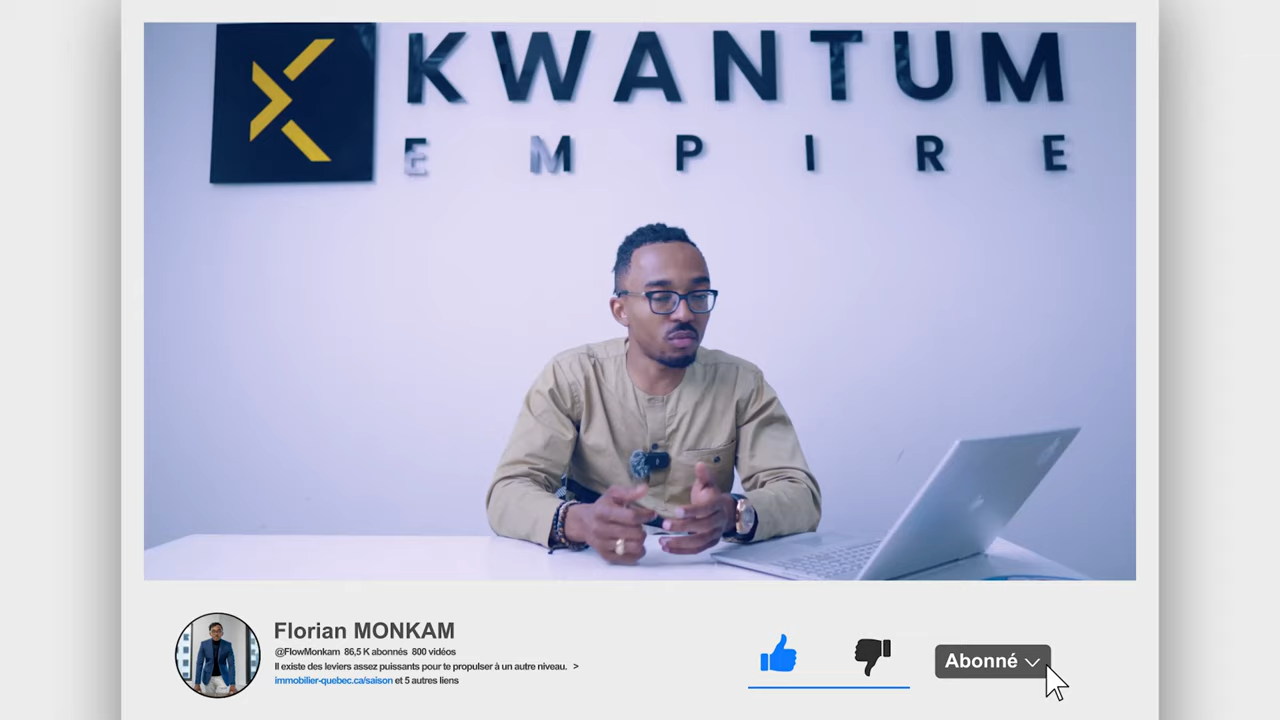 KWANTUM
EMPIRE
Florian MONKAM
@FlowMonkam 86,5 K abonnés 800 vidéos
Il existe des leviers assez puissants pour te propulser à un autre niveau. >
immobilier-quebec.ca/saison et 5 autres liens
Abonné